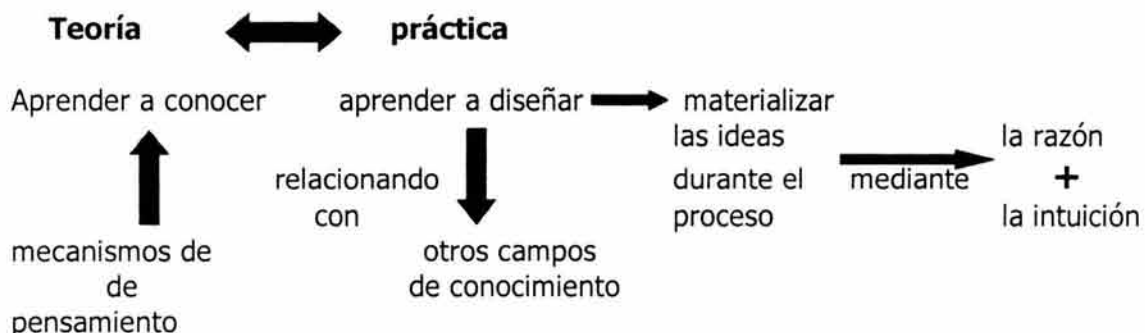 Teoría práctica
Aprender a conocer aprender a diseñar materializar
las ideas
durante el
proceso
relacionando
con
mediante
la razón
+
la intuición
mecanismos de
de
pensamiento
otros campos
de conocimiento